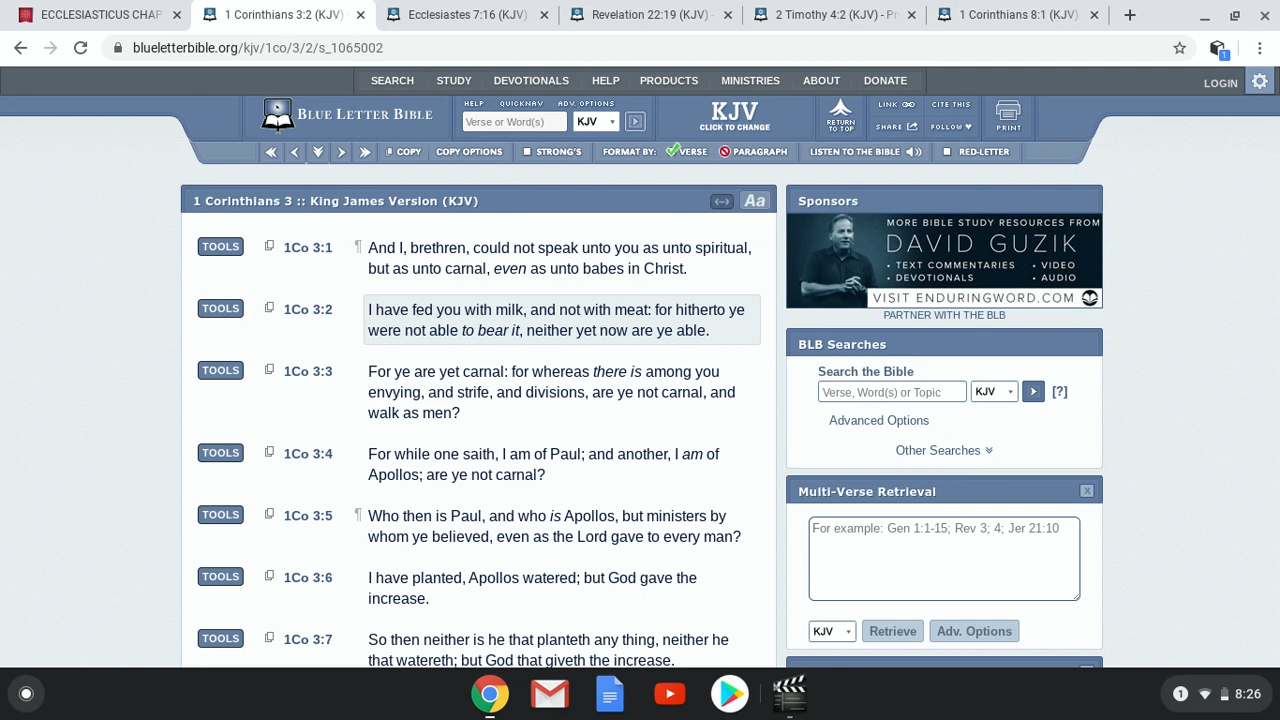 ECCLESIASTICUS CHAP
1 Corinthians 3:2 (KJV)
Ecclesiastes 7:16 (KJV)
Revelation 22:19 (KJV) -
2 Timothy 4:2 (KJV) - Pr
1 Corinthians 8:1 (KJV)
blueletterbible.org/kjv/1co/3/2/s_1065002
1
SEARCH STUDY DEVOTIONALS HELP PRODUCTS MINISTRIES ABOUT DONATE
LOGIN
BLUE LETTER BIBLE
HELP QUICKNAV ADV. OPTIONS
Verse or Word(s) KJV
KJV
CLICK TO CHANGE
RETURN
TO TOP
LINK CITE THIS
SHARE FOLLOW
PRINT
COPY COPY OPTIONS STRONG'S FORMAT BY: VERSE PARAGRAPH LISTEN TO THE BIBLE RED-LETTER
1 Corinthians 3 :: King James Version (KJV) Aa
TOOLS 1Co 3:1 ¶ And I, brethren, could not speak unto you as unto spiritual,
but as unto carnal, even as unto babes in Christ.
TOOLS 1Co 3:2 I have fed you with milk, and not with meat: for hitherto ye
were not able to bear it, neither yet now are ye able.
TOOLS 1Co 3:3 For ye are yet carnal: for whereas there is among you
envying, and strife, and divisions, are ye not carnal, and
walk as men?
TOOLS 1Co 3:4 For while one saith, I am of Paul; and another, I am of
Apollos; are ye not carnal?
TOOLS 1Co 3:5 ¶ Who then is Paul, and who is Apollos, but ministers by
whom ye believed, even as the Lord gave to every man?
TOOLS 1Co 3:6 I have planted, Apollos watered; but God gave the
increase.
TOOLS 1Co 3:7 So then neither is he that planteth any thing, neither he
that watereth; but God that giveth the increase.
Sponsors
MORE BIBLE STUDY RESOURCES FROM
DAVID GUZIK
• TEXT COMMENTARIES • VIDEO
• DEVOTIONALS • AUDIO
VISIT ENDURINGWORD.COM
PARTNER WITH THE BLB
BLB Searches
Search the Bible
Verse, Word(s) or Topic KJV [?]
Advanced Options
Other Searches
Multi-Verse Retrieval x
For example: Gen 1:1-15; Rev 3; 4; Jer 21:10
KJV Retrieve Adv. Options
1 8:26